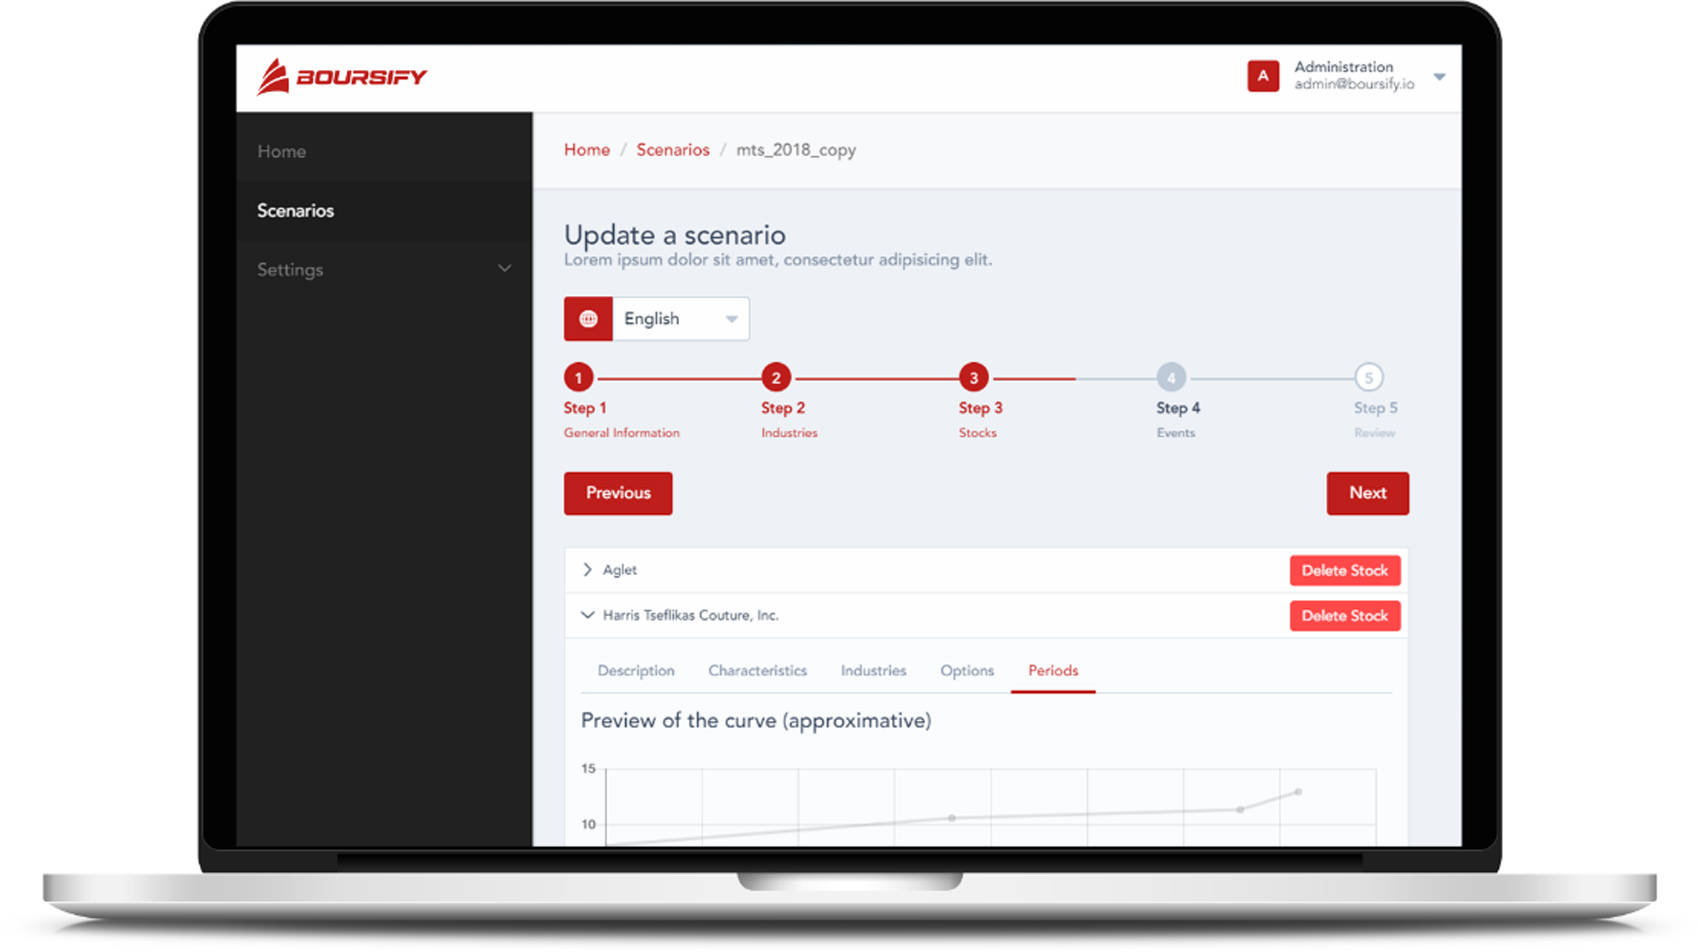 BOURSIFY
A
Administration
admin@boursify.io
Home
Scenarios
Settings
Home / Scenarios / mts_2018_copy
Update a scenario
Lorem ipsum dolor sit amet, consectetur adipisicing elit.
English
1 2 3 4 5
Step 1 Step 2 Step 3 Step 4 Step 5
General Information Industries Stocks Events Review
Previous Next
Aglet Delete Stock
Harris Tseflikas Couture, Inc. Delete Stock
Description Characteristics Industries Options Periods
Preview of the curve (approximative)
15
10